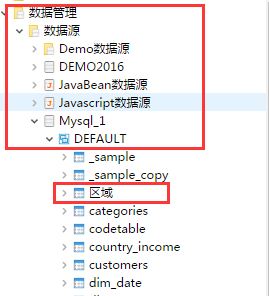 数据管理
数据源
Demo数据源
DEMO2016
JavaBean数据源
Javascript数据源
Mysql_1
DEFAULT
_sample
_sample_copy
区域
categories
codetable
country_income
customers
dim_date